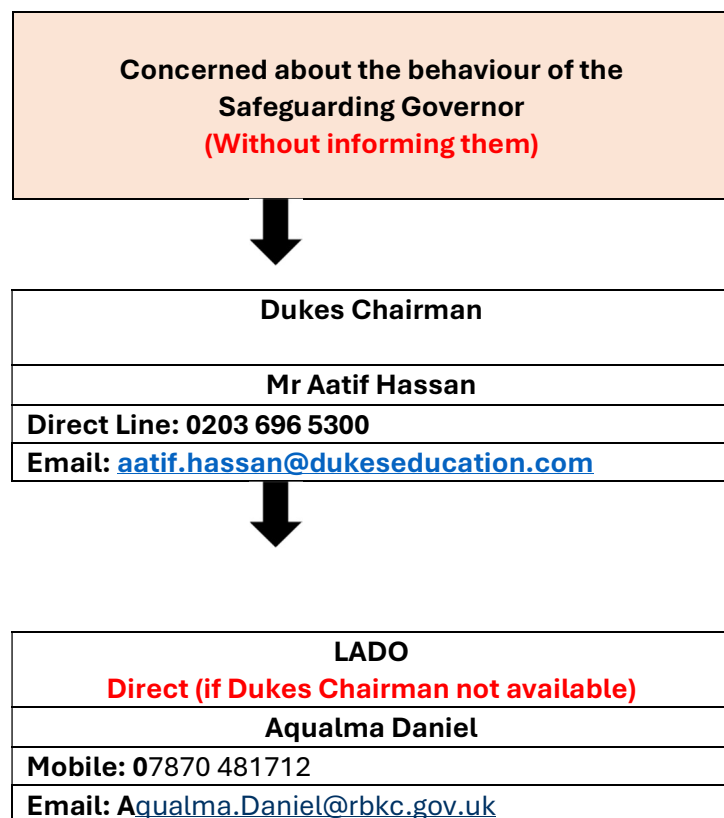 Concerned about the behaviour of the
Safeguarding Governor
(Without informing them)
Dukes Chairman
Mr Aatif Hassan
Direct Line: 0203 696 5300
Email: aatif.hassan@dukeseducation.com
LADO
Direct (if Dukes Chairman not available)
Aqualma Daniel
Mobile: 07870 481712
Email: Aqualma.Daniel@rbkc.gov.uk